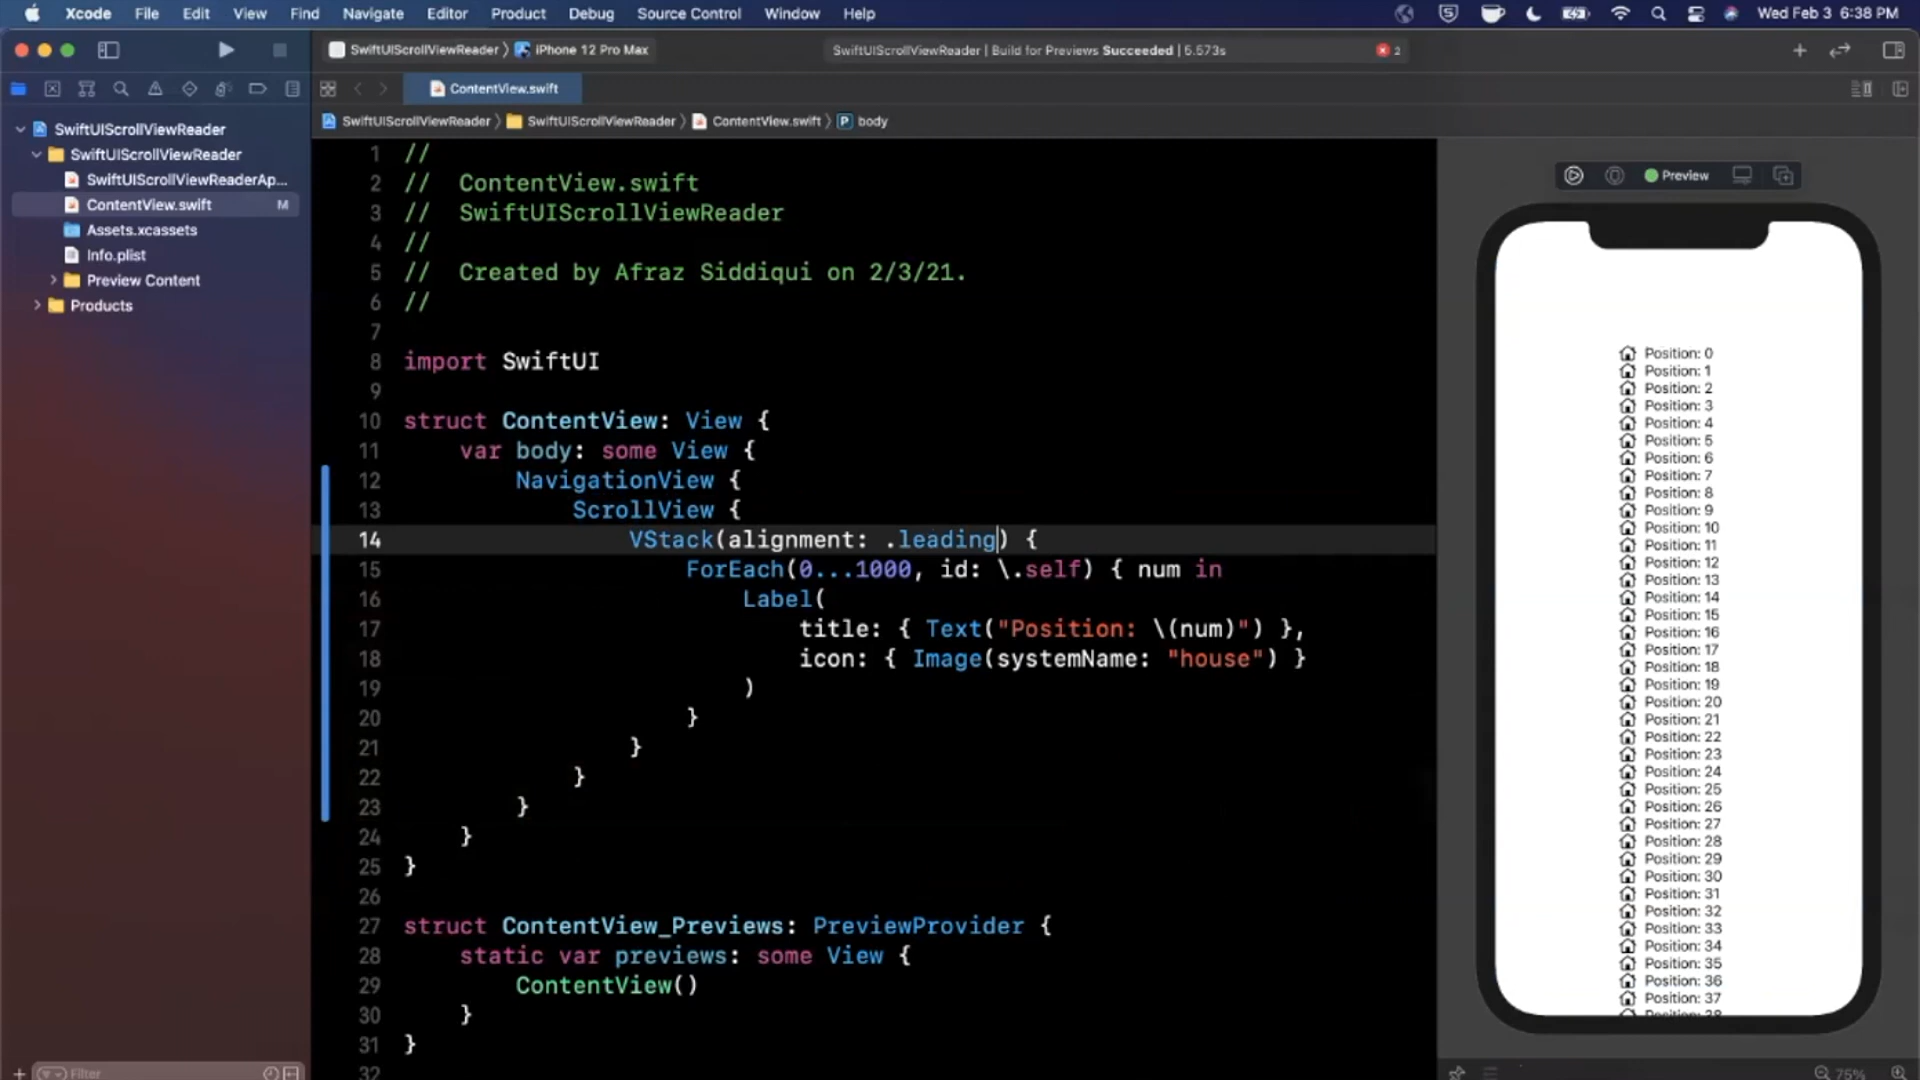 Xcode File Edit View Find Navigate Editor Product Debug Source Control Window Help Wed Feb 3 6:38 PM
SwiftUIScrollViewReader iPhone 12 Pro Max SwiftUIScrollViewReader | Build for Previews Succeeded | 5.573s 2
ContentView.swift
SwiftUIScrollViewReader SwiftUIScrollViewReader ContentView.swift P body
SwiftUIScrollViewReader
SwiftUIScrollViewReader
SwiftUIScrollViewReaderAp...
ContentView.swift M
Assets.xcassets
Info.plist
Preview Content
Products
Filter
1 //
2 // ContentView.swift
3 // SwiftUIScrollViewReader
4 //
5 // Created by Afraz Siddiqui on 2/3/21.
6 //
7
8 import SwiftUI
9
10 struct ContentView: View {
11 var body: some View {
12 NavigationView {
13 ScrollView {
14 VStack(alignment: .leading) {
15 ForEach(0...1000, id: \.self) { num in
16 Label(
17 title: { Text("Position: \(num)") },
18 icon: { Image(systemName: "house") }
19 )
20 }
21 }
22 }
23 }
24 }
25 }
26
27 struct ContentView_Previews: PreviewProvider {
28 static var previews: some View {
29 ContentView()
30 }
31 }
32
Preview
Position: 0
Position: 1
Position: 2
Position: 3
Position: 4
Position: 5
Position: 6
Position: 7
Position: 8
Position: 9
Position: 10
Position: 11
Position: 12
Position: 13
Position: 14
Position: 15
Position: 16
Position: 17
Position: 18
Position: 19
Position: 20
Position: 21
Position: 22
Position: 23
Position: 24
Position: 25
Position: 26
Position: 27
Position: 28
Position: 29
Position: 30
Position: 31
Position: 32
Position: 33
Position: 34
Position: 35
Position: 36
Position: 37
Position: 38
75%